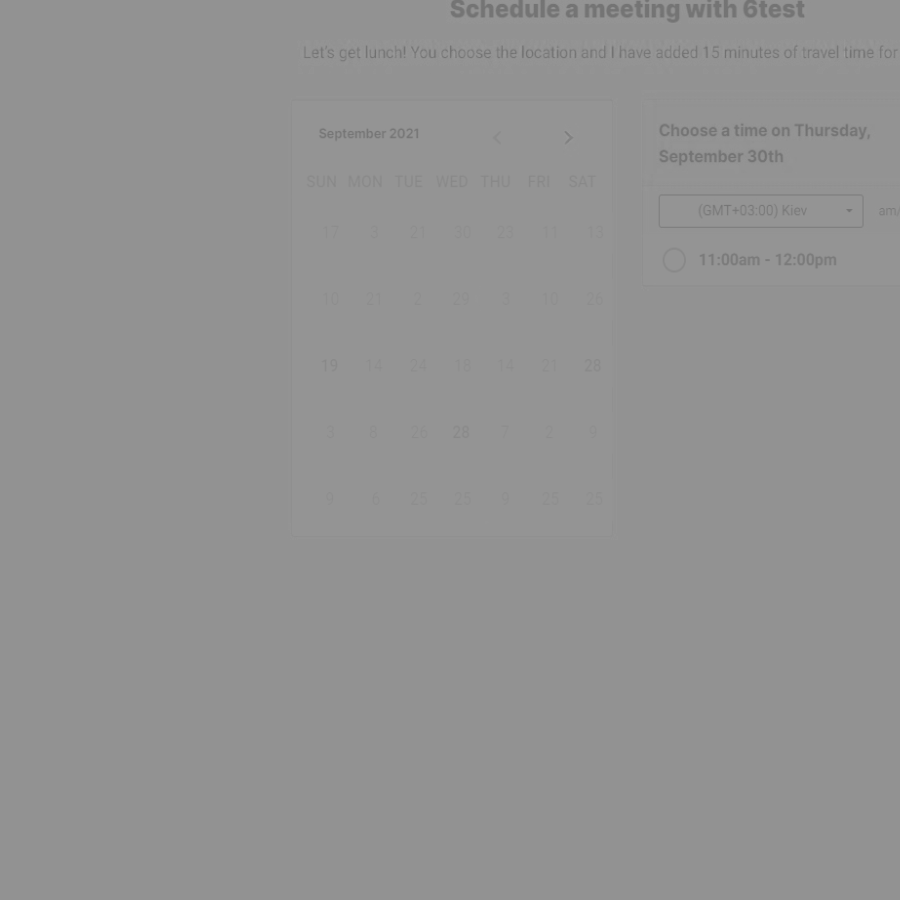 Schedule a meeting with 6test
Let's get lunch! You choose the location and I have added 15 minutes of travel time for
September 2021
SUN MON TUE WED THU FRI SAT
17 3 21 30 23 11 13
10 21 2 29 3 10 26
19 14 24 16 14 21 28
3 6 26 28 7 2 9
9 6 25 25 9 25 25
Choose a time on Thursday,
September 30th
(GMT+03:00) Kiev
11:00am - 12:00pm